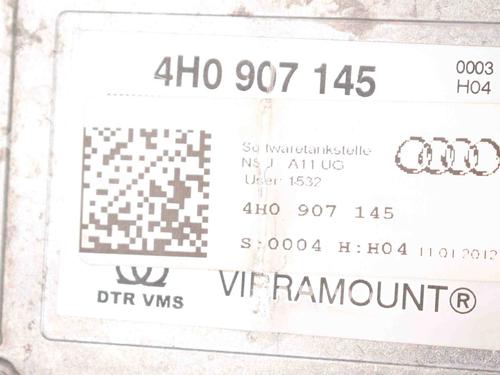 4H0 907 145
0003
H04
Softwaretankstelle
A11 UG
User: 1532
4H0 907 145
S:0004 H:H04 11 01 2012
DTR VMS
VIBRAMOUNT®